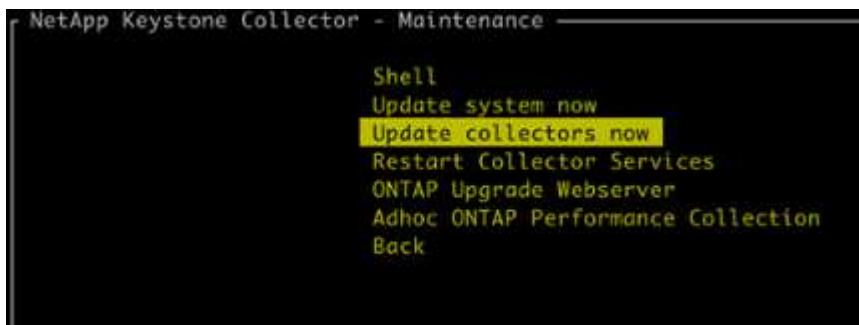 NetApp Keystone Collector - Maintenance
Shell
Update system now
Update collectors now
Restart Collector Services
ONTAP Upgrade Webserver
Adhoc ONTAP Performance Collection
Back